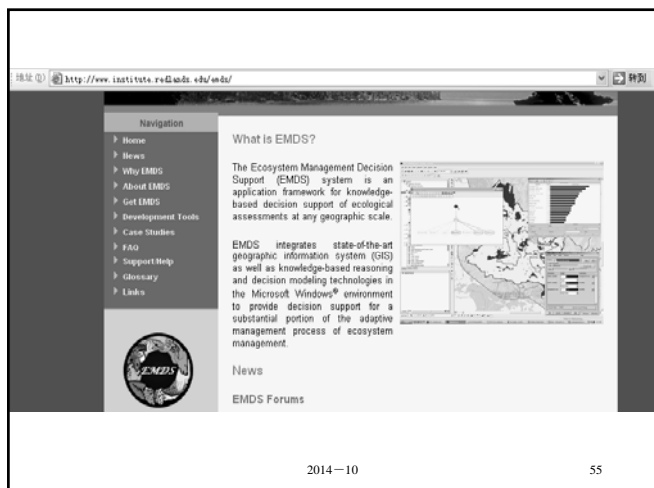 地址(D) http://www.institute.redlands.edu/emds/ 转到
Navigation
Home
News
Why EMDS
About EMDS
Get EMDS
Development Tools
Case Studies
FAQ
Support/Help
Glossary
Links
EMDS
What is EMDS?
The Ecosystem Management Decision
Support (EMDS) system is an
application framework for knowledge-
based decision support of ecological
assessments at any geographic scale.
EMDS integrates state-of-the-art
geographic information system (GIS)
as well as knowledge-based reasoning
and decision modeling technologies in
the Microsoft Windows® environment
to provide decision support for a
substantial portion of the adaptive
management process of ecosystem
management.
News
EMDS Forums
2014－10 55